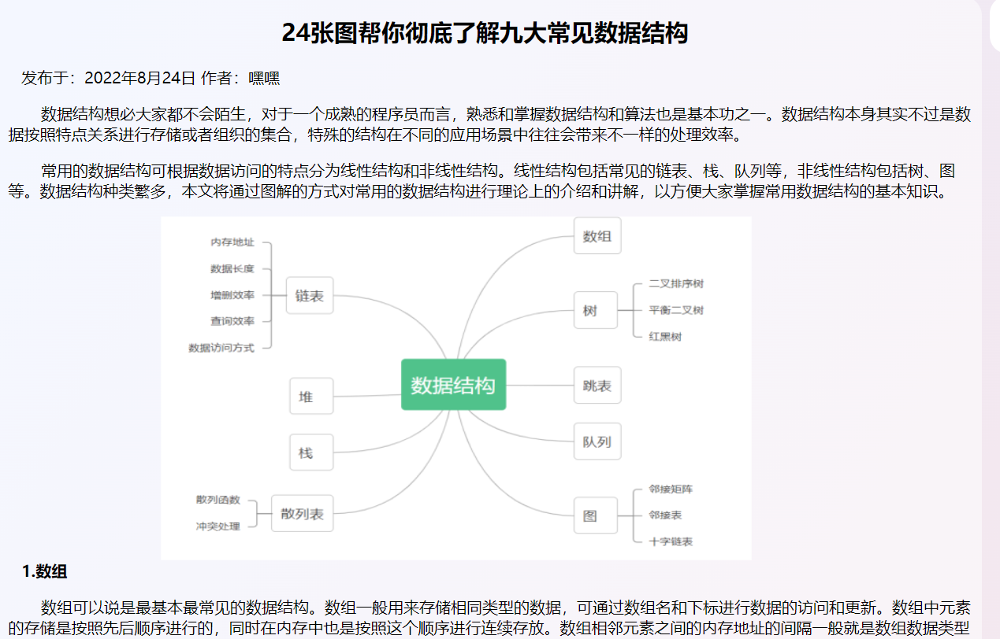 24张图帮你彻底了解九大常见数据结构
发布于：2022年8月24日 作者：嘿嘿
数据结构想必大家都不会陌生，对于一个成熟的程序员而言，熟悉和掌握数据结构和算法也是基本功之一。数据结构本身其实不过是数
据按照特点关系进行存储或者组织的集合，特殊的结构在不同的应用场景中往往会带来不一样的处理效率。
常用的数据结构可根据数据访问的特点分为线性结构和非线性结构。线性结构包括常见的链表、栈、队列等，非线性结构包括树、图
等。数据结构种类繁多，本文将通过图解的方式对常用的数据结构进行理论上的介绍和讲解，以方便大家掌握常用数据结构的基本知识。
内存地址
数据长度
增删效率
查询效率
数据访问方式
链表
堆
栈
散列函数
冲突处理
散列表
数据结构
数组
树
二叉排序树
平衡二叉树
红黑树
跳表
队列
图
邻接矩阵
邻接表
十字链表
1.数组
数组可以说是最基本最常见的数据结构。数组一般用来存储相同类型的数据，可通过数组名和下标进行数据的访问和更新。数组中元素
的存储是按照先后顺序进行的，同时在内存中也是按照这个顺序进行连续存放。数组相邻元素之间的内存地址的间隔一般就是数组数据类型